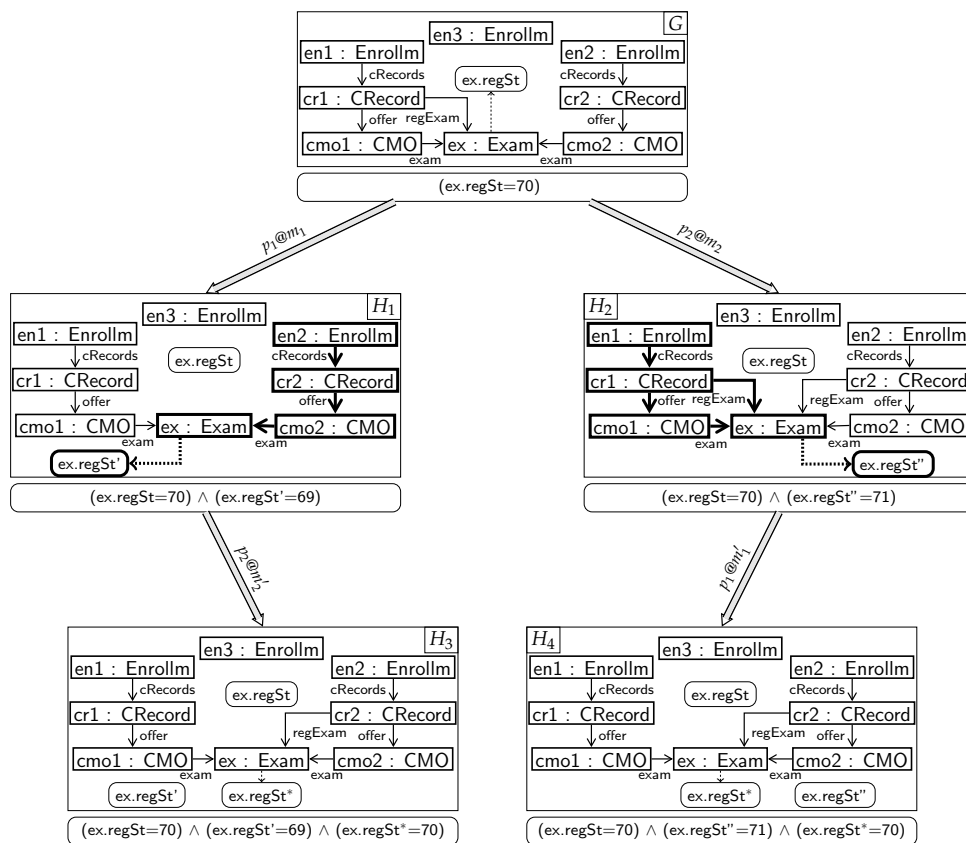 G
en3 : Enrollm
en1 : Enrollm
en2 : Enrollm
cRecords
ex.regSt
cRecords
cr1 : CRecord
cr2 : CRecord
offer
regExam
offer
cmo1 : CMO
ex : Exam
cmo2 : CMO
exam
exam
(ex.regSt=70)
p₁@m₁
p₂@m₂
H₁
en3 : Enrollm
en1 : Enrollm
en2 : Enrollm
cRecords
ex.regSt
cRecords
cr1 : CRecord
cr2 : CRecord
offer
offer
cmo1 : CMO
ex : Exam
cmo2 : CMO
exam
exam
ex.regSt'
(ex.regSt=70) ∧ (ex.regSt'=69)
H₂
en3 : Enrollm
en1 : Enrollm
en2 : Enrollm
cRecords
ex.regSt
cRecords
cr1 : CRecord
cr2 : CRecord
offer
regExam
regExam
offer
cmo1 : CMO
ex : Exam
cmo2 : CMO
exam
exam
ex.regSt"
(ex.regSt=70) ∧ (ex.regSt"=71)
p₂@m₂′
p₁@m₁′
H₃
en3 : Enrollm
en1 : Enrollm
en2 : Enrollm
cRecords
ex.regSt
cRecords
cr1 : CRecord
cr2 : CRecord
offer
regExam
offer
cmo1 : CMO
ex : Exam
cmo2 : CMO
exam
exam
ex.regSt'
ex.regSt*
(ex.regSt=70) ∧ (ex.regSt'=69) ∧ (ex.regSt*=70)
H₄
en3 : Enrollm
en1 : Enrollm
en2 : Enrollm
cRecords
ex.regSt
cRecords
cr1 : CRecord
cr2 : CRecord
offer
regExam
offer
cmo1 : CMO
ex : Exam
cmo2 : CMO
exam
exam
ex.regSt*
ex.regSt"
(ex.regSt=70) ∧ (ex.regSt"=71) ∧ (ex.regSt*=70)